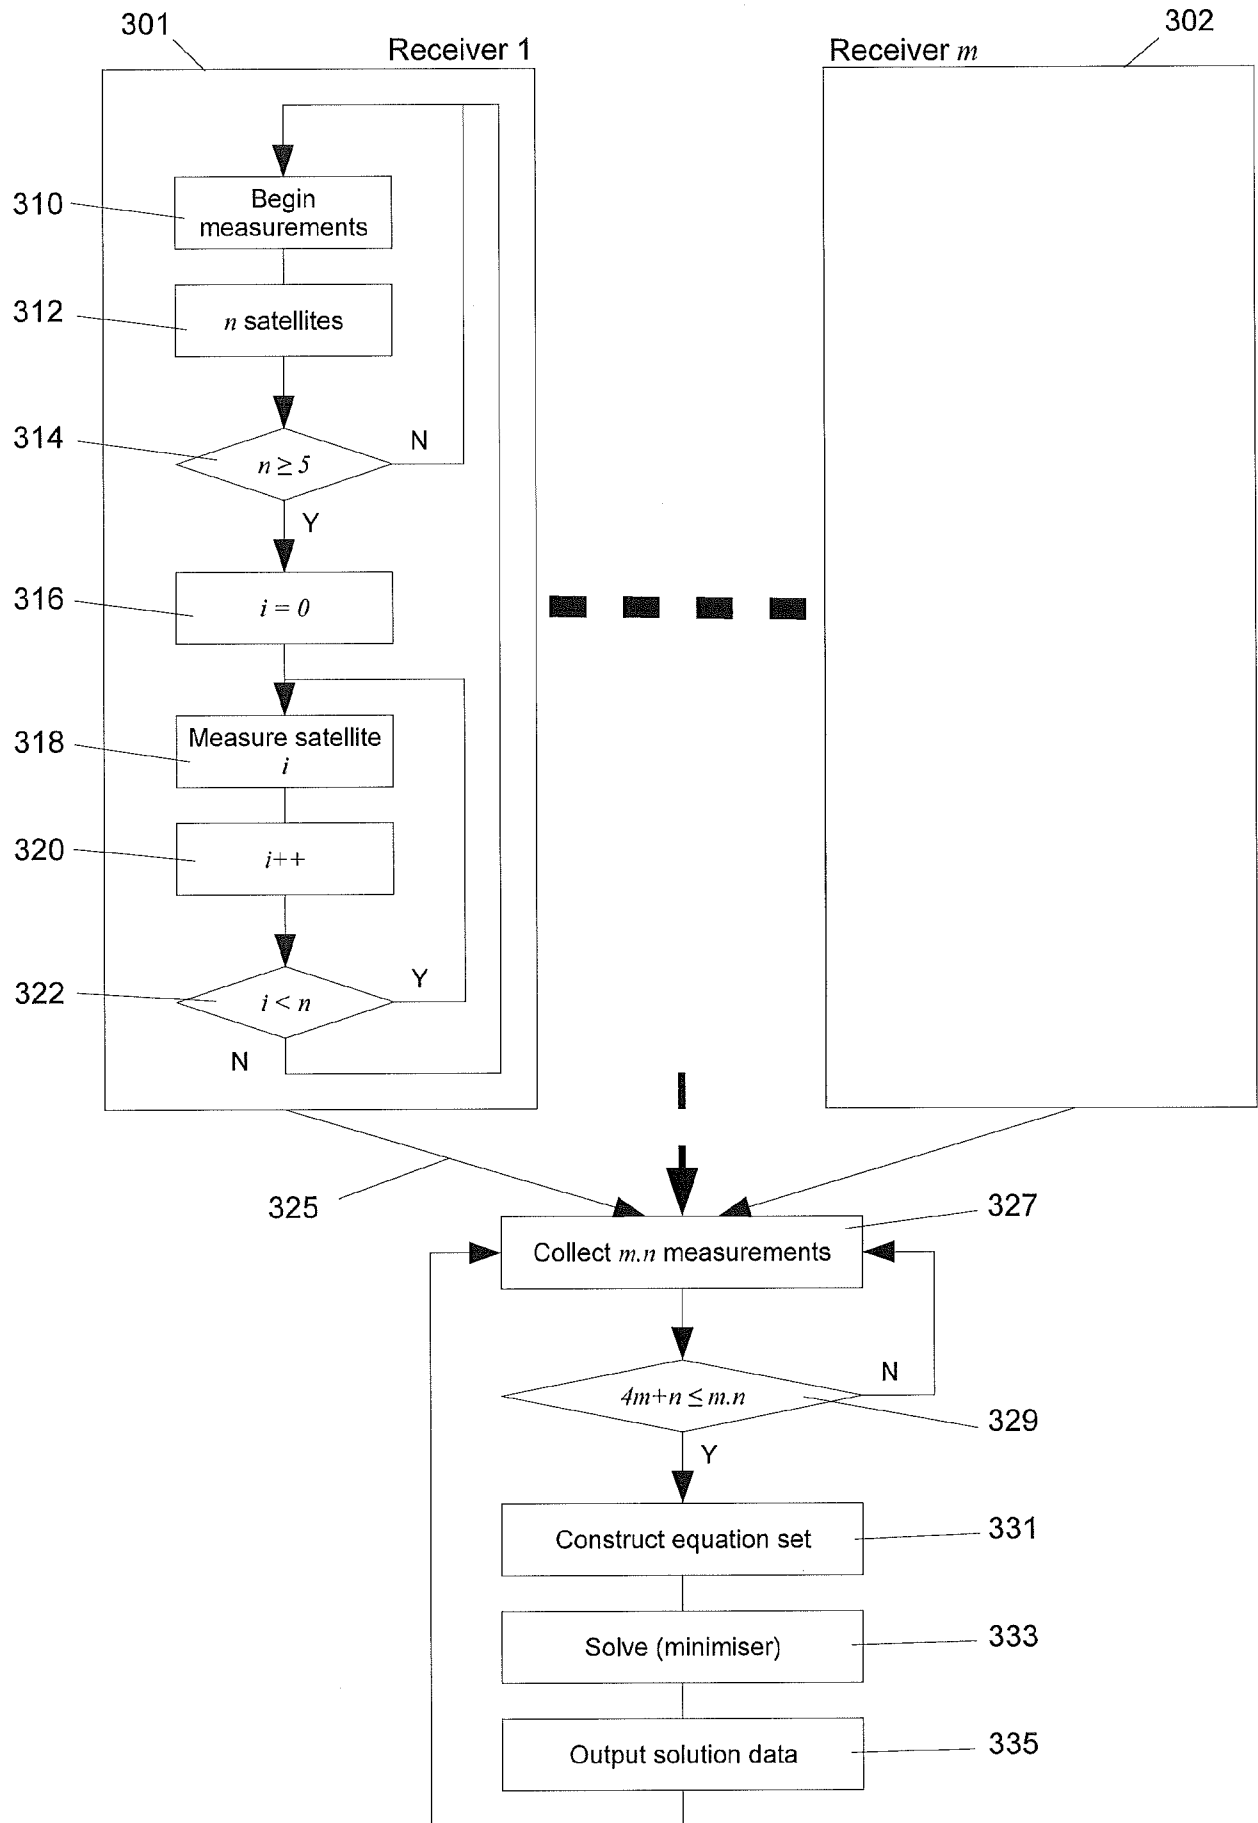 301
Receiver 1
Receiver m
302
310
Begin
measurements
312
n satellites
314
n ≥ 5
N
Y
316
i = 0
318
Measure satellite
i
320
i++
322
i < n
Y
N
325
327
Collect m.n measurements
329
4m+n ≤ m.n
N
Y
331
Construct equation set
333
Solve (minimiser)
335
Output solution data